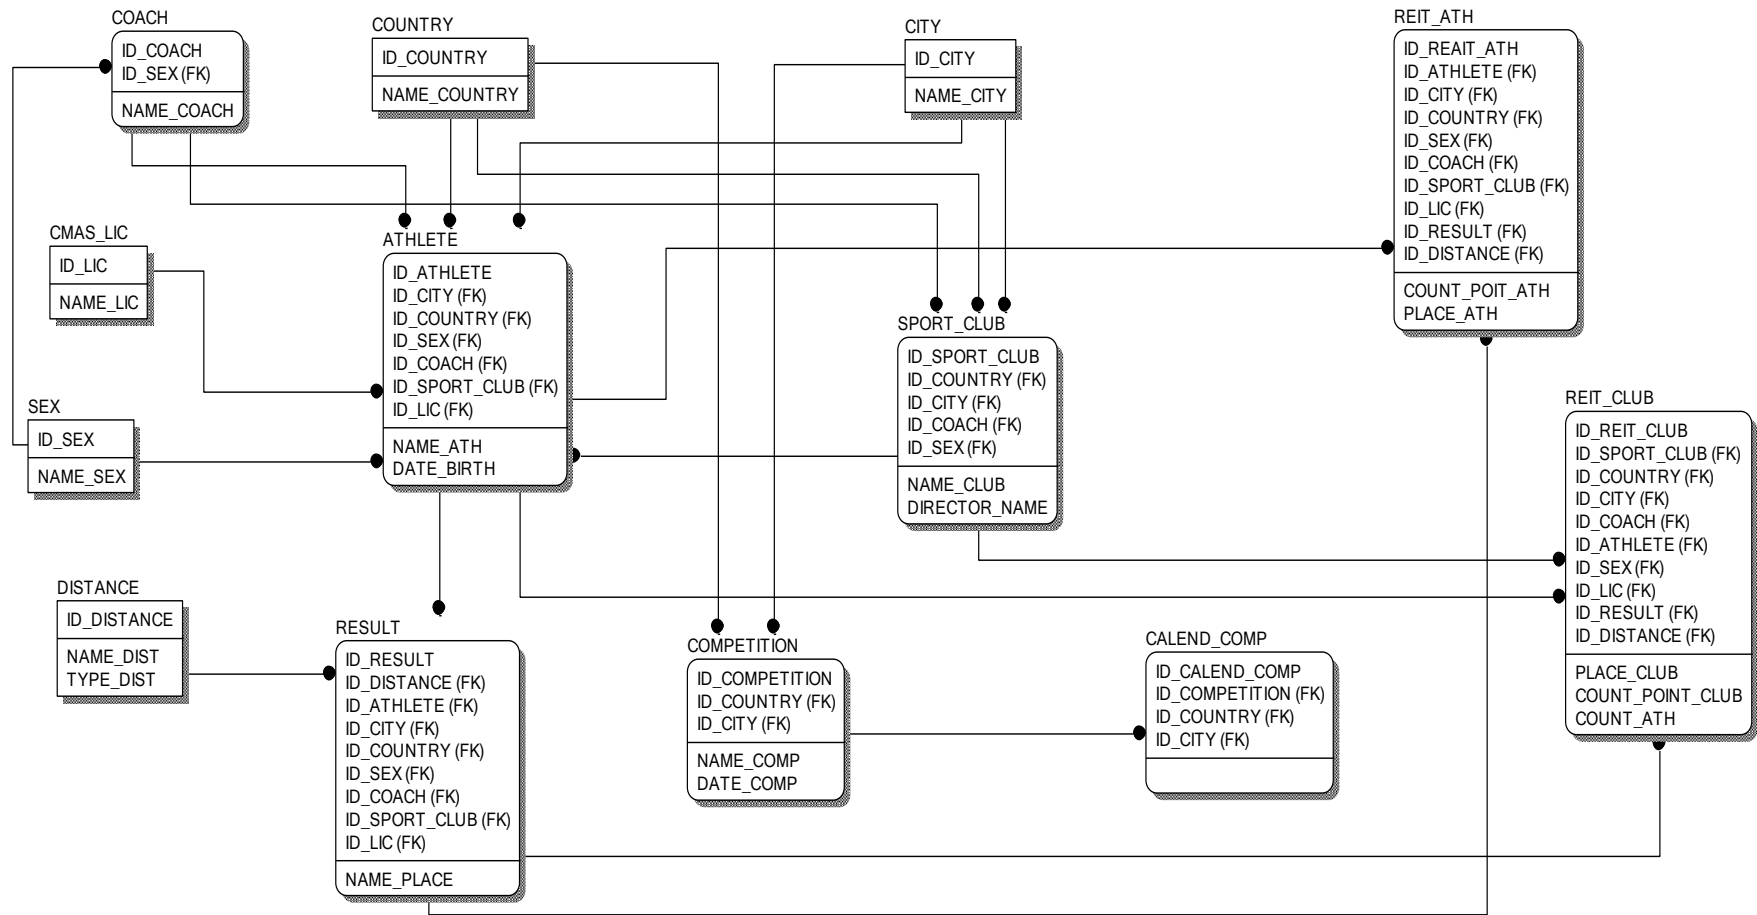 COACH
ID_COACH
ID_SEX (FK)
NAME_COACH
COUNTRY
ID_COUNTRY
NAME_COUNTRY
CITY
ID_CITY
NAME_CITY
REIT_ATH
ID_REAIT_ATH
ID_ATHLETE (FK)
ID_CITY (FK)
ID_COUNTRY (FK)
ID_SEX (FK)
ID_COACH (FK)
ID_SPORT_CLUB (FK)
ID_LIC (FK)
ID_RESULT (FK)
ID_DISTANCE (FK)
COUNT_POIT_ATH
PLACE_ATH
CMAS_LIC
ID_LIC
NAME_LIC
ATHLETE
ID_ATHLETE
ID_CITY (FK)
ID_COUNTRY (FK)
ID_SEX (FK)
ID_COACH (FK)
ID_SPORT_CLUB (FK)
ID_LIC (FK)
NAME_ATH
DATE_BIRTH
SPORT_CLUB
ID_SPORT_CLUB
ID_COUNTRY (FK)
ID_CITY (FK)
ID_COACH (FK)
ID_SEX (FK)
NAME_CLUB
DIRECTOR_NAME
SEX
ID_SEX
NAME_SEX
REIT_CLUB
ID_REIT_CLUB
ID_SPORT_CLUB (FK)
ID_COUNTRY (FK)
ID_CITY (FK)
ID_COACH (FK)
ID_ATHLETE (FK)
ID_SEX (FK)
ID_LIC (FK)
ID_RESULT (FK)
ID_DISTANCE (FK)
PLACE_CLUB
COUNT_POINT_CLUB
COUNT_ATH
DISTANCE
ID_DISTANCE
NAME_DIST
TYPE_DIST
RESULT
ID_RESULT
ID_DISTANCE (FK)
ID_ATHLETE (FK)
ID_CITY (FK)
ID_COUNTRY (FK)
ID_SEX (FK)
ID_COACH (FK)
ID_SPORT_CLUB (FK)
ID_LIC (FK)
NAME_PLACE
COMPETITION
ID_COMPETITION
ID_COUNTRY (FK)
ID_CITY (FK)
NAME_COMP
DATE_COMP
CALEND_COMP
ID_CALEND_COMP
ID_COMPETITION (FK)
ID_COUNTRY (FK)
ID_CITY (FK)